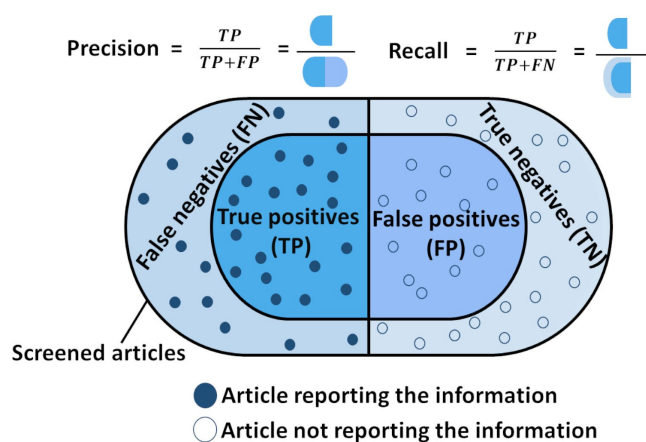 Precision = TP/TP+FP =
Recall = TP/TP+FN =
False negatives (FN)
True positives
(TP)
False positives
(FP)
True negatives (TN)
Screened articles
Article reporting the information
Article not reporting the information